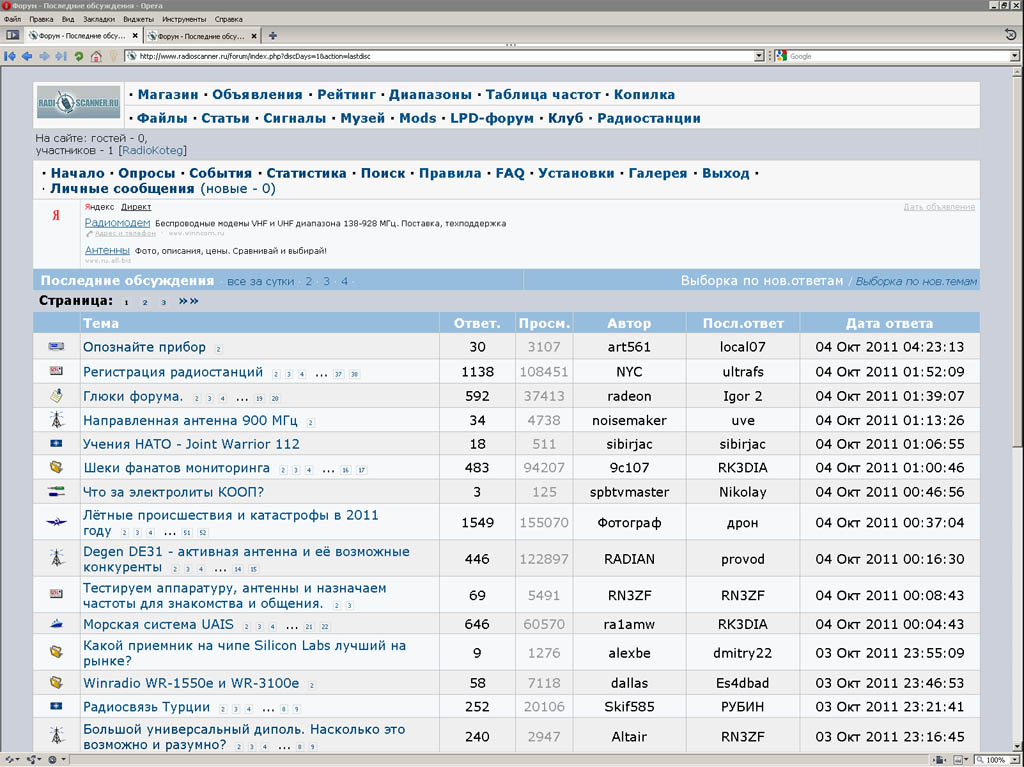 Форум - Последние обсуждения - Opera
Файл Правка Вид Закладки Виджеты Инструменты Справка
Форум - Последние обсу... Форум - Последние обсу...
http://www.radioscanner.ru/forum/index.php?discDays=1&action=lastdisc Google
RADIOSCANNER.RU
· Магазин · Объявления · Рейтинг · Диапазоны · Таблица частот · Копилка
· Файлы · Статьи · Сигналы · Музей · Mods · LPD-форум · Клуб · Радиостанции
На сайте: гостей - 0,
участников - 1 [RadioKoteg]
· Начало · Опросы · События · Статистика · Поиск · Правила · FAQ · Установки · Галерея · Выход ·
· Личные сообщения (новые - 0)
Я Яндекс Директ Дать объявление
Радиомодем Беспроводные модемы VHF и UHF диапазона 138-928 МГц. Поставка, техподдержка
Адрес и телефон · www.winncom.ru
Антенны Фото, описания, цены. Сравнивай и выбирай!
www.ru.all.biz
Последние обсуждения · все за сутки · 2 · 3 · 4 · Выборка по нов.ответам / Выборка по нов.темам
Страница: 1 2 3 »»
Тема Ответ. Просм. Автор Посл.ответ Дата ответа
Опознайте прибор 2 30 3107 art561 local07 04 Окт 2011 04:23:13
Регистрация радиостанций 2 3 4 ... 37 38 1138 108451 NYC ultrafs 04 Окт 2011 01:52:09
Глюки форума. 2 3 4 ... 19 20 592 37413 radeon Igor 2 04 Окт 2011 01:39:07
Направленная антенна 900 МГц 2 34 4738 noisemaker uve 04 Окт 2011 01:13:26
Учения НАТО - Joint Warrior 112 18 511 sibirjac sibirjac 04 Окт 2011 01:06:55
Шеки фанатов мониторинга 2 3 4 ... 16 17 483 94207 9c107 RK3DIA 04 Окт 2011 01:00:46
Что за электролиты КООП? 3 125 spbtvmaster Nikolay 04 Окт 2011 00:46:56
Лётные происшествия и катастрофы в 2011
году 2 3 4 ... 51 52 1549 155070 Фотограф дрон 04 Окт 2011 00:37:04
Degen DE31 - активная антенна и её возможные
конкуренты 2 3 4 ... 14 15 446 122897 RADIAN provod 04 Окт 2011 00:16:30
Тестируем аппаратуру, антенны и назначаем
частоты для знакомства и общения. 2 3 69 5491 RN3ZF RN3ZF 04 Окт 2011 00:08:43
Морская система UAIS 2 3 4 ... 21 22 646 60570 ra1amw RK3DIA 04 Окт 2011 00:04:43
Какой приемник на чипе Silicon Labs лучший на
рынке? 9 1276 alexbe dmitry22 03 Окт 2011 23:55:09
Winradio WR-1550e и WR-3100e 2 58 7118 dallas Es4dbad 03 Окт 2011 23:46:53
Радиосвязь Турции 2 3 4 ... 8 9 252 20106 Skif585 РУБИН 03 Окт 2011 23:21:41
Большой универсальный диполь. Насколько это
возможно и разумно? 2 3 4 ... 8 9 240 2947 Altair RN3ZF 03 Окт 2011 23:16:45
100%